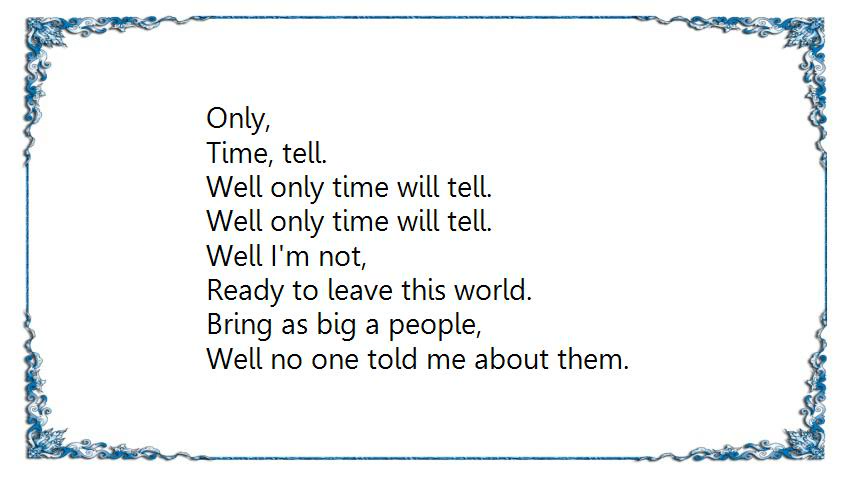 Only,
Time, tell.
Well only time will tell.
Well only time will tell.
Well I'm not,
Ready to leave this world.
Bring as big a people,
Well no one told me about them.